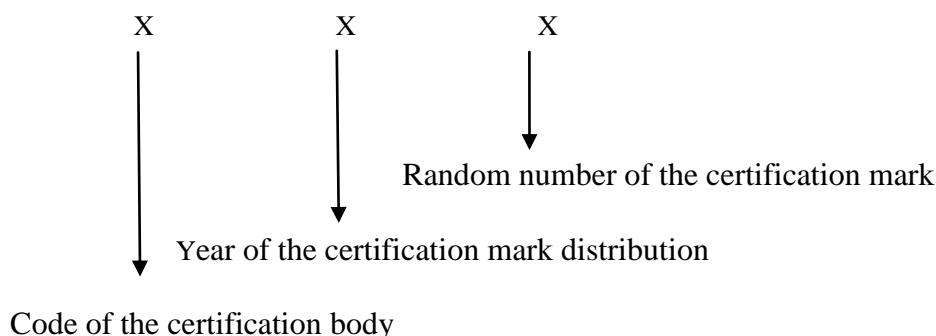 X X X
Random number of the certification mark
Year of the certification mark distribution
Code of the certification body